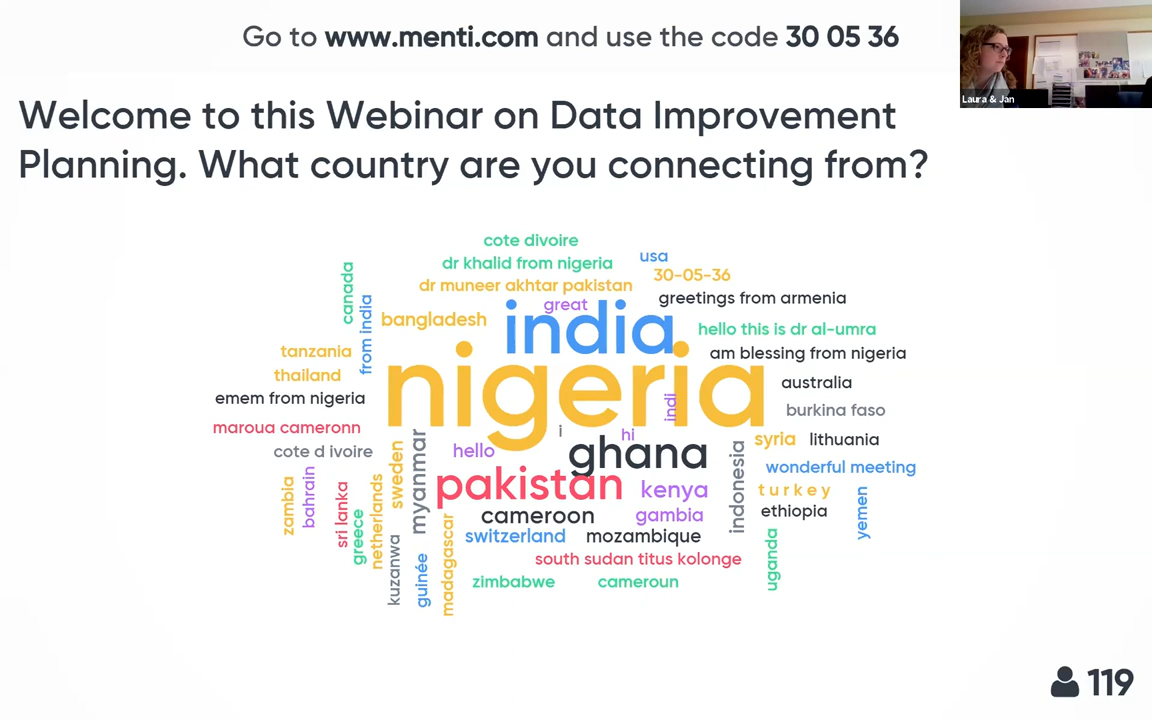 Go to www.menti.com and use the code 30 05 36
Laura & Jan
Welcome to this Webinar on Data Improvement
Planning. What country are you connecting from?
cote divoire
usa
dr khalid from nigeria
30-05-36
canada
dr muneer akhtar pakistan
greetings from armenia
great
from india
bangladesh
india
hello this is dr al-umra
tanzania
am blessing from nigeria
thailand
nigeria
australia
emem from nigeria
indi
burkina faso
maroua cameronn
i
hi
syria
lithuania
cote d ivoire
hello
ghana
wonderful meeting
sweden
myanmar
indonesia
pakistan
kenya
turkey
zambia
bahrain
sri lanka
greece
netherlands
cameroon
gambia
ethiopia
yemen
switzerland
mozambique
kuzanwa
guinée
madagascar
south sudan titus kolonge
uganda
zimbabwe
cameroun
119